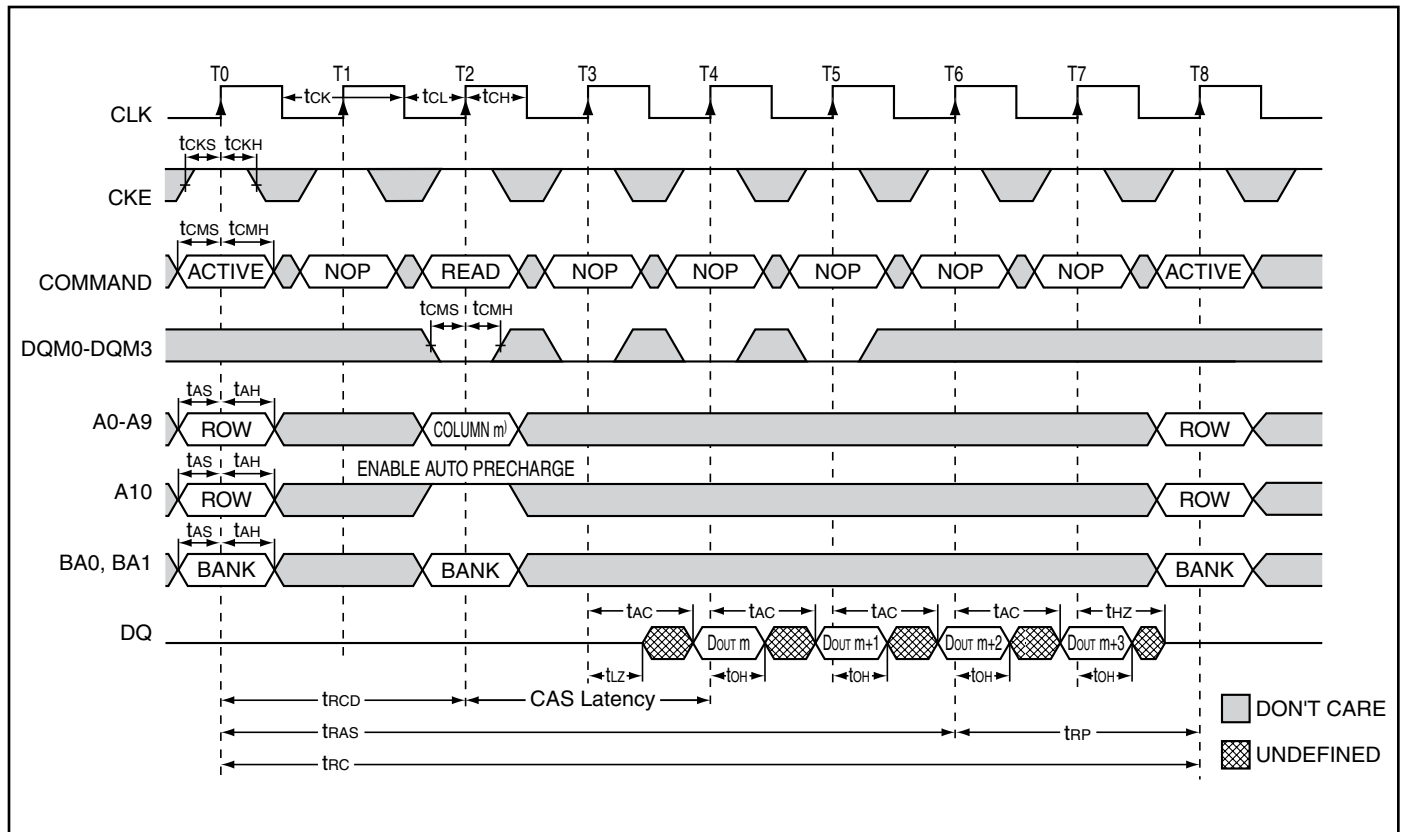 T0 T1 T2 T3 T4 T5 T6 T7 T8
tCK tCL tCH
CLK
tCKS tCKH
CKE
tCMS tCMH
COMMAND ACTIVE NOP READ NOP NOP NOP NOP NOP ACTIVE
tCMS tCMH
DQM0-DQM3
tAS tAH
A0-A9 ROW COLUMN m) ROW
tAS tAH ENABLE AUTO PRECHARGE
A10 ROW ROW
tAS tAH
BA0, BA1 BANK BANK BANK
tAC tAC tAC tAC tHZ
DQ DOUT m DOUT m+1 DOUT m+2 DOUT m+3
tLZ tOH tOH tOH tOH
tRCD CAS Latency
DON'T CARE
tRAS tRP
UNDEFINED
tRC